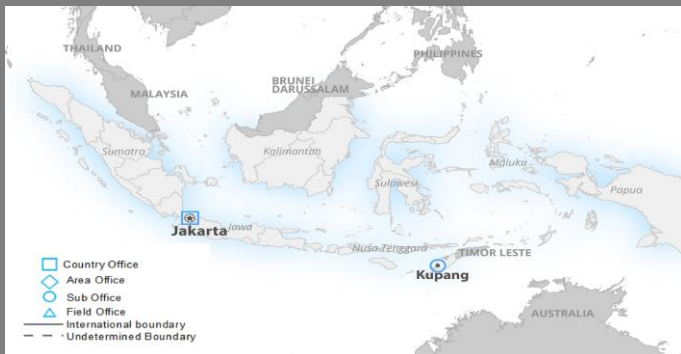 THAILAND
PHILIPPINES
BRUNEI
DARUSSALAM
MALAYSIA
Sumatra
Kalimantan
Maluka
Sulawesi
Papua
Jakarta
Jawa
Nusa Tenggara
TIMOR LESTE
Kupang
AUSTRALIA
Country Office
Area Office
Sub Office
Field Office
International boundary
Undetermined Boundary